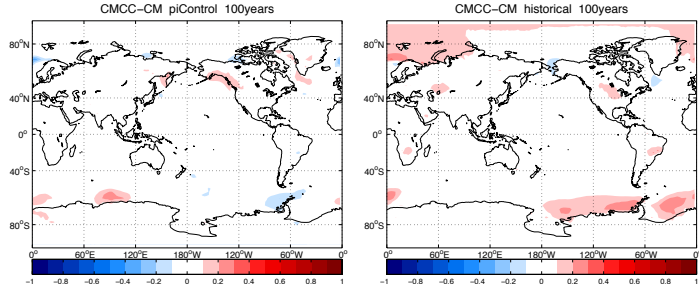 CMCC−CM piControl 100years
CMCC−CM historical 100years
80°N
40°N
0°
40°S
80°S
0° 60°E 120°E 180°W 120°W 60°W 0°
−1 −0.8 −0.6 −0.4 −0.2 0 0.2 0.4 0.6 0.8 1
80°N
40°N
0°
40°S
80°S
0° 60°E 120°E 180°W 120°W 60°W 0°
−1 −0.8 −0.6 −0.4 −0.2 0 0.2 0.4 0.6 0.8 1